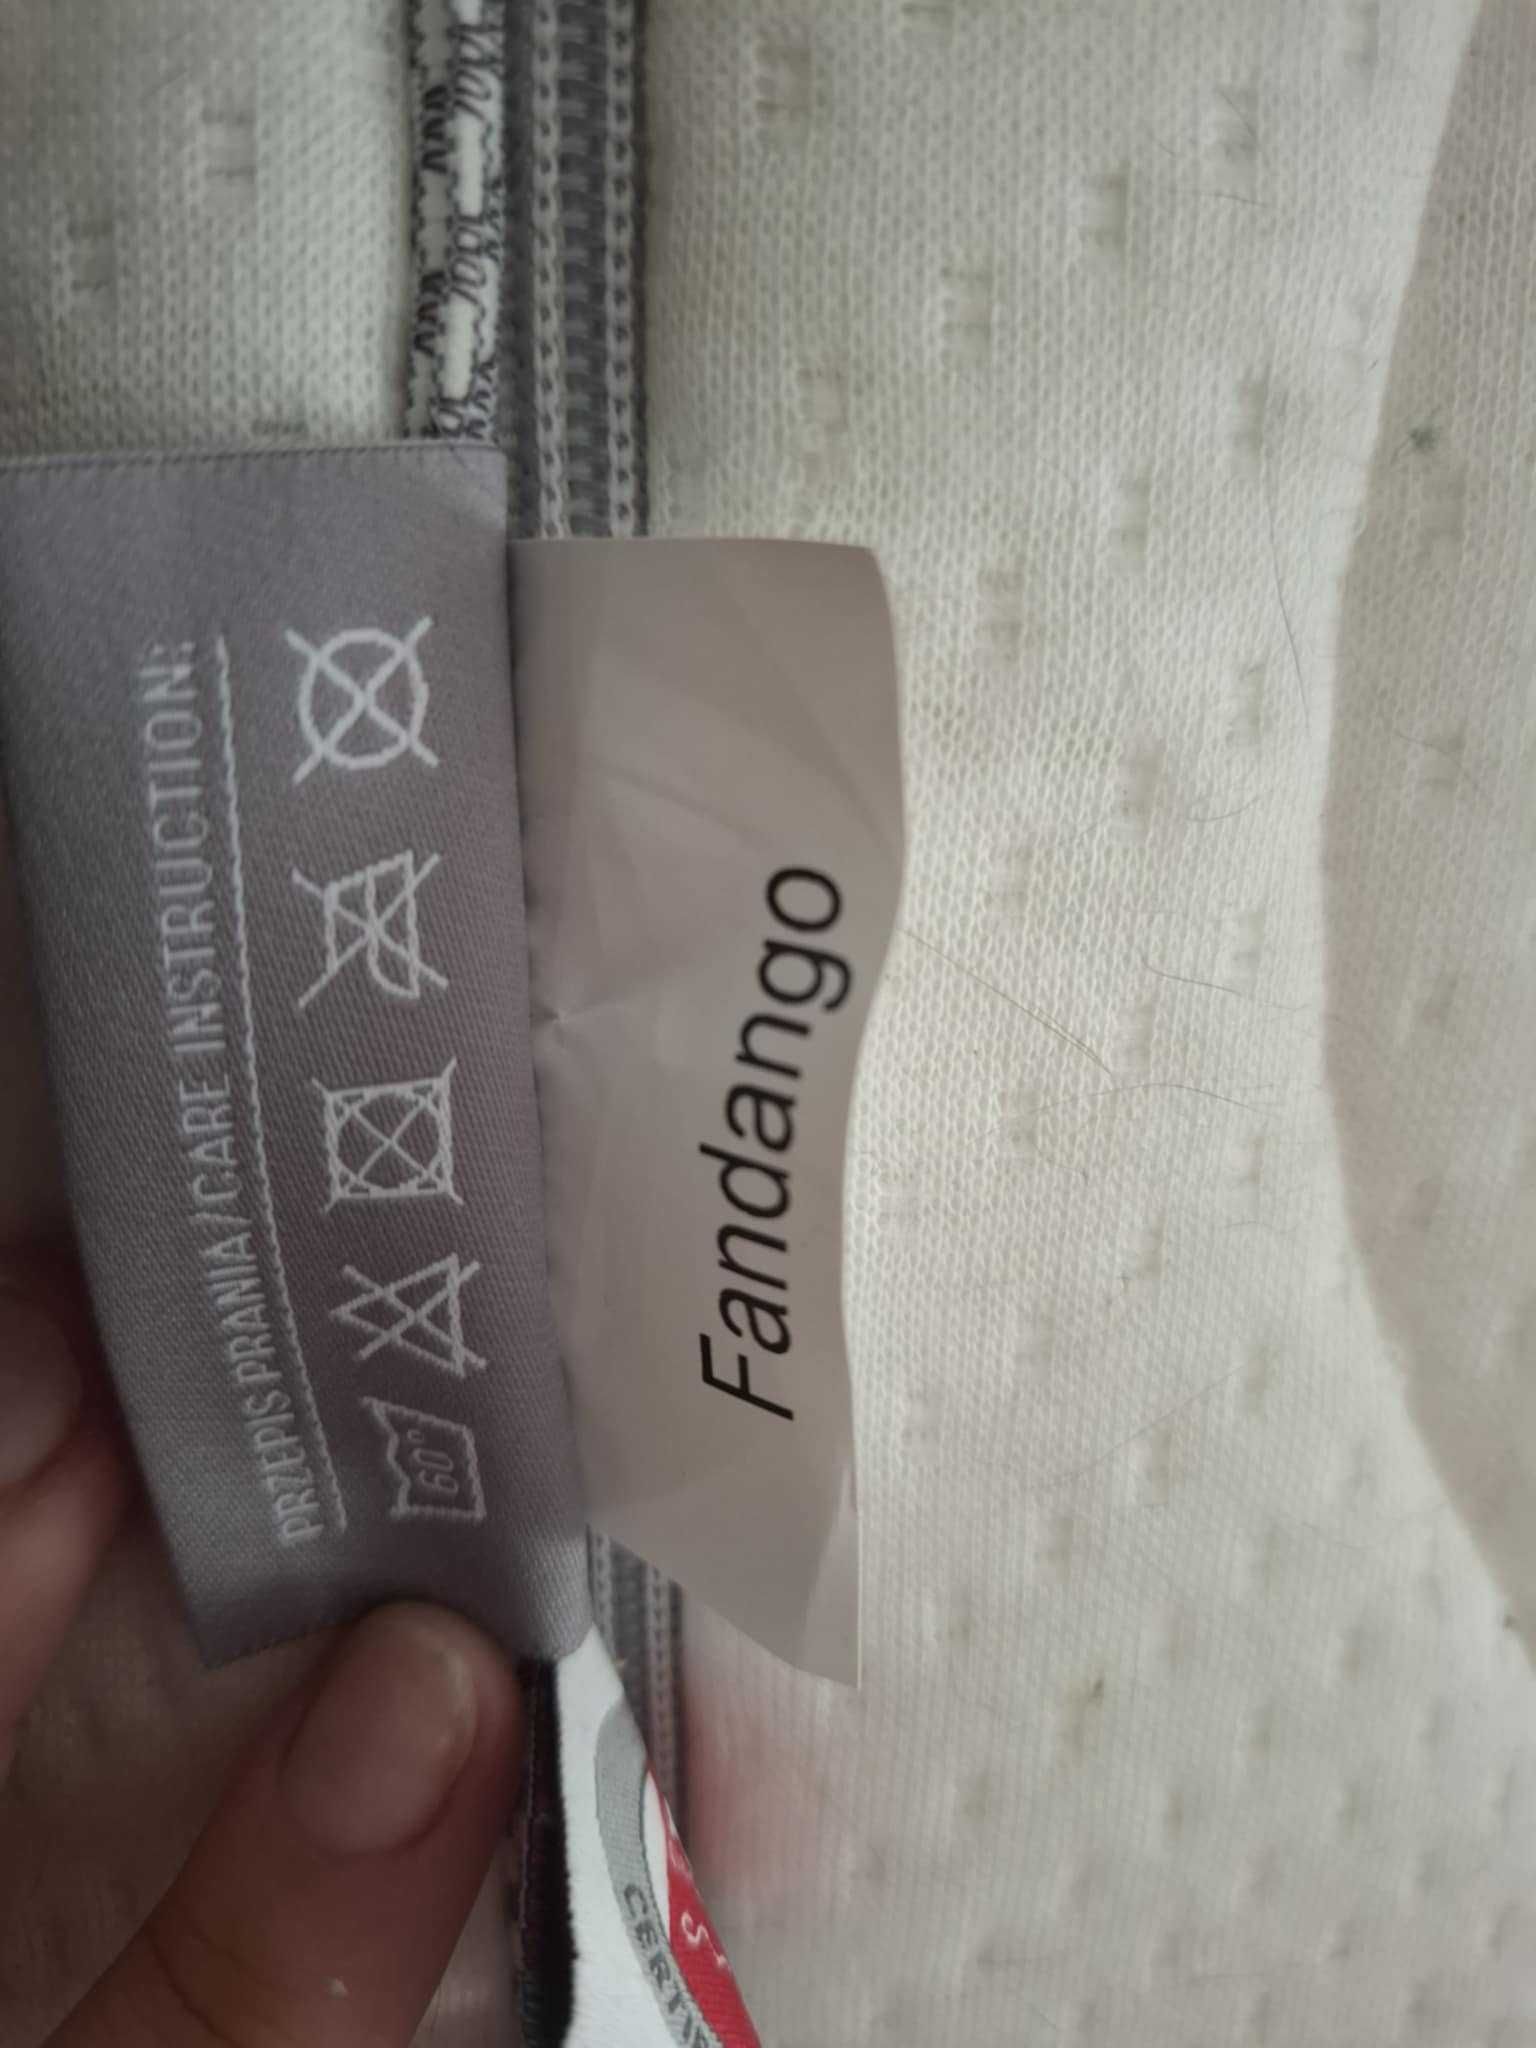 PRZEPIS PRANIA/CARE INSTRUCTION:
60°
Fandango